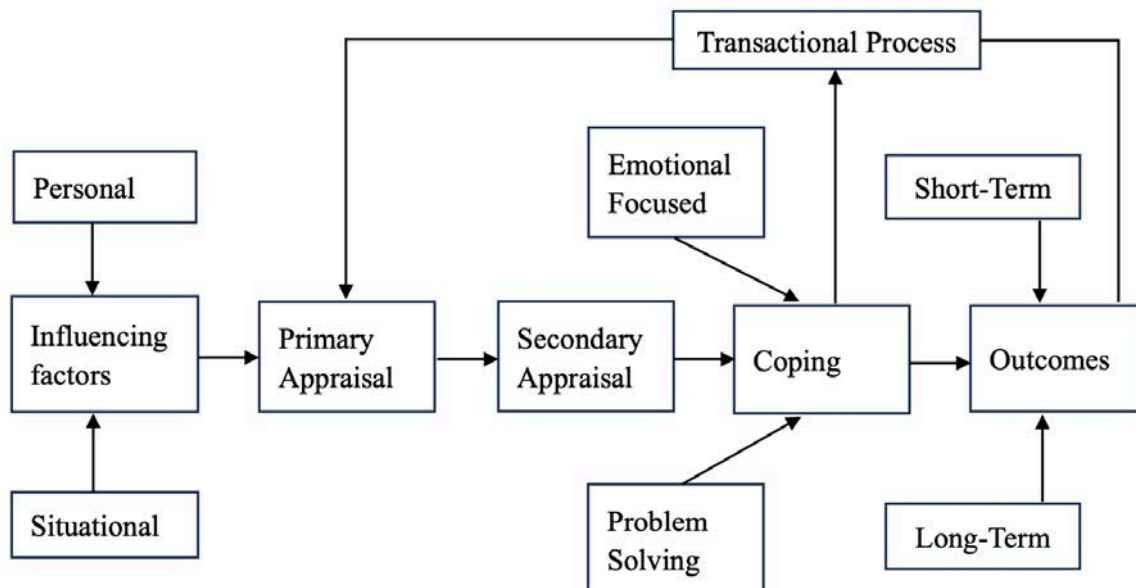 Transactional Process
Personal
Emotional
Focused
Short-Term
Influencing
factors
Primary
Appraisal
Secondary
Appraisal
Coping
Outcomes
Situational
Problem
Solving
Long-Term